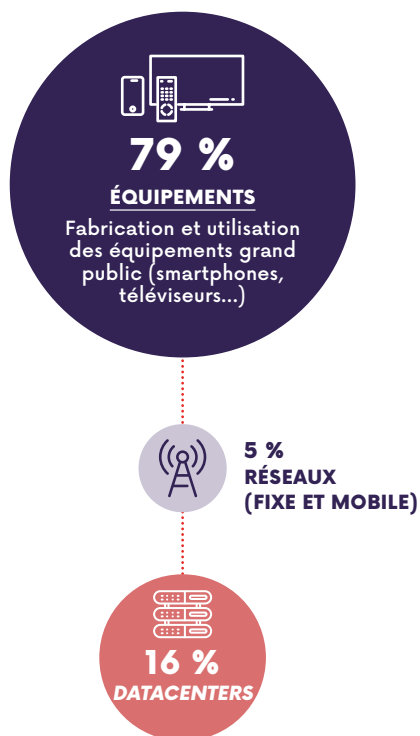 79 %
ÉQUIPEMENTS
Fabrication et utilisation
des équipements grand
public (smartphones,
téléviseurs...)
5 %
RÉSEAUX
(FIXE ET MOBILE)
16 %
DATACENTERS